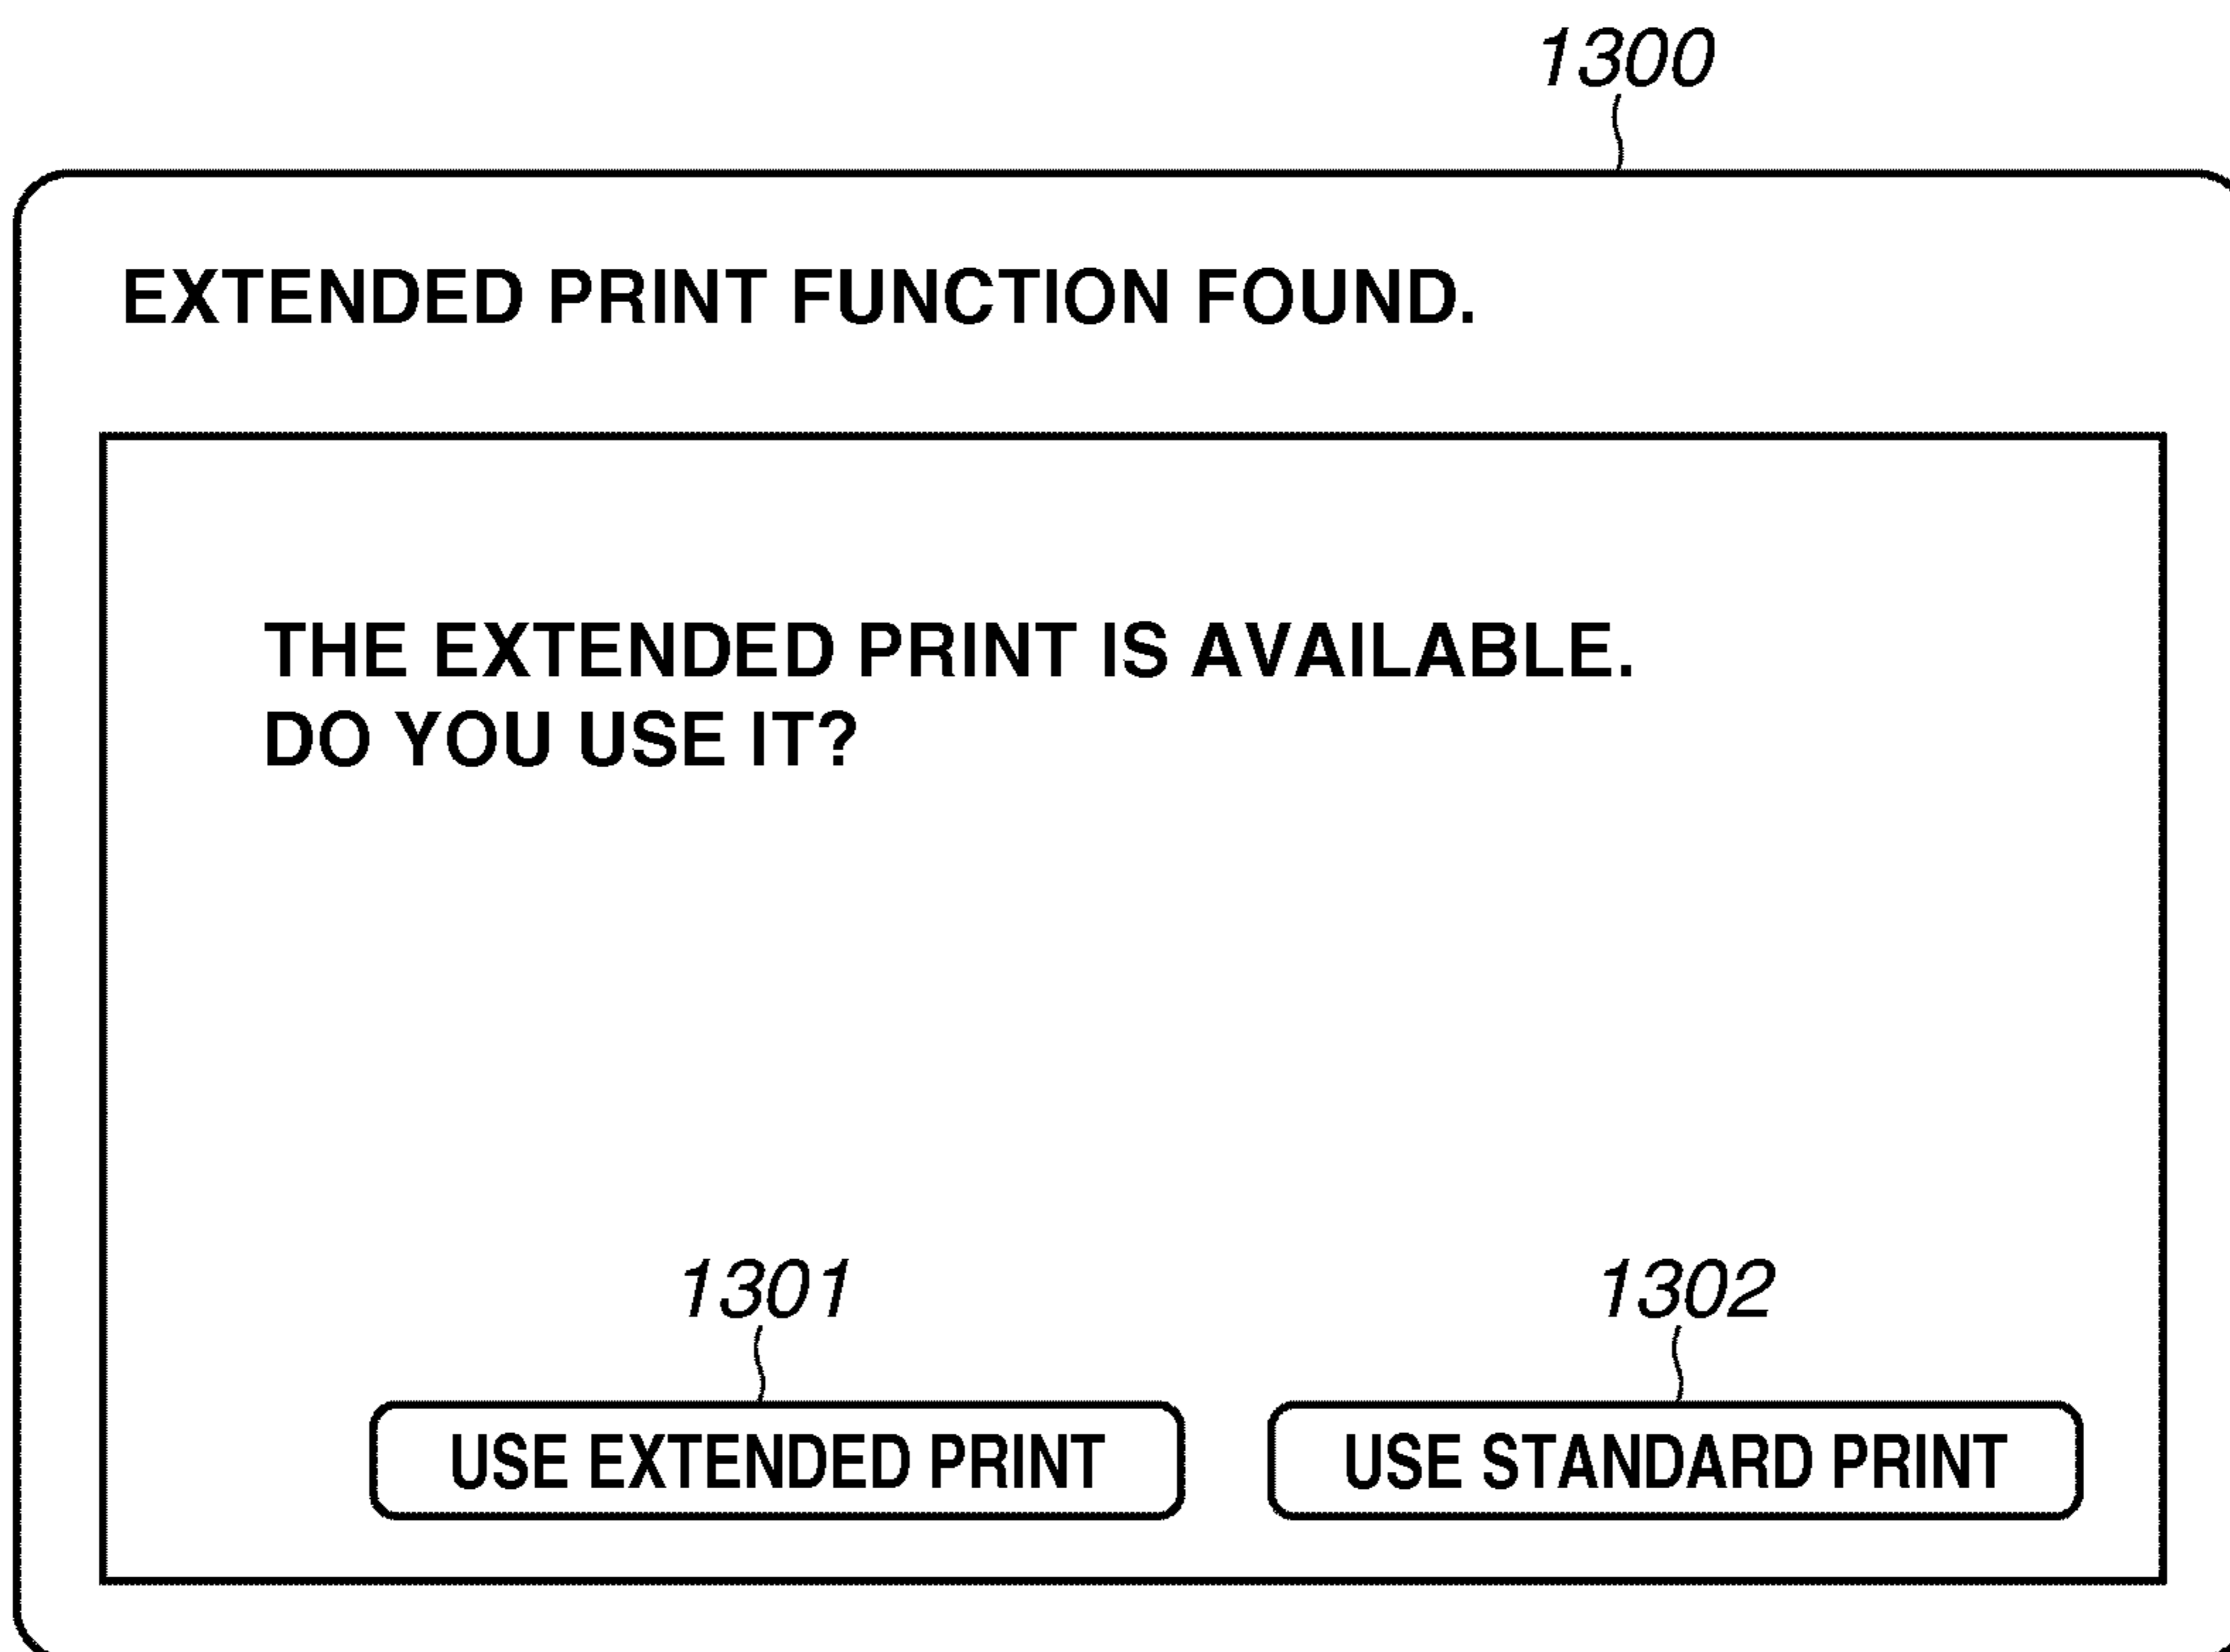 1300
EXTENDED PRINT FUNCTION FOUND.
THE EXTENDED PRINT IS AVAILABLE.
DO YOU USE IT?
1301 1302
USE EXTENDED PRINT USE STANDARD PRINT